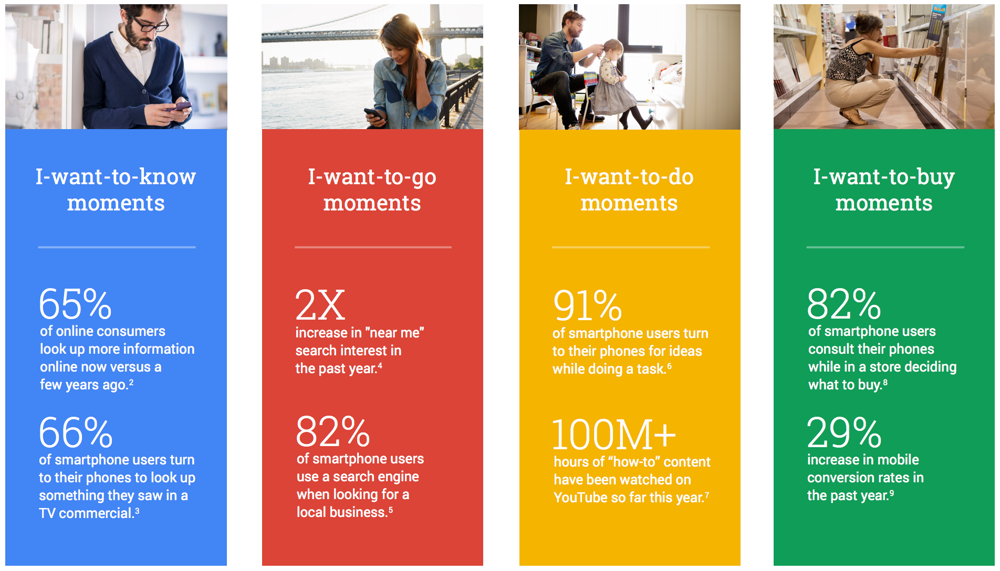 I-want-to-know
moments
65%
of online consumers
look up more information
online now versus a
few years ago.²
66%
of smartphone users turn
to their phones to look up
something they saw in a
TV commercial.³
I-want-to-go
moments
2X
increase in "near me"
search interest in
the past year.⁴
82%
of smartphone users
use a search engine
when looking for a
local business.⁵
I-want-to-do
moments
91%
of smartphone users turn
to their phones for ideas
while doing a task.⁶
100M+
hours of “how-to” content
have been watched on
YouTube so far this year.⁷
I-want-to-buy
moments
82%
of smartphone users
consult their phones
while in a store deciding
what to buy.⁸
29%
increase in mobile
conversion rates in
the past year.⁹